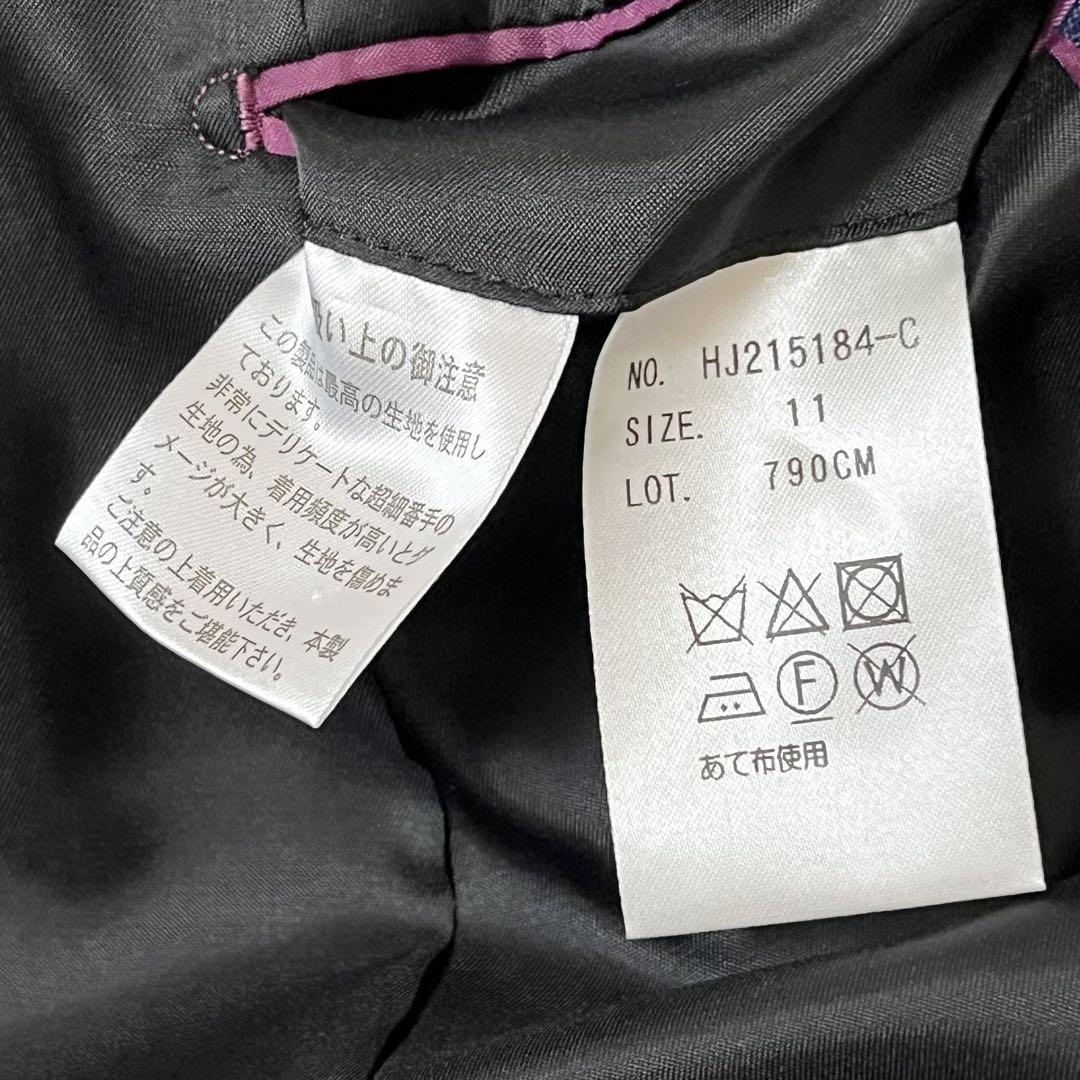 い上の御注意
この製品は最高の生地を使用し
ております。
非常にデリケートな超細番手の
生地の為、着用頻度が高いとダ
メージが大きく、生地を傷めま
す。
ご注意の上着用いただき、本製
品の上質感をご堪能下さい。
NO. HJ215184-C
SIZE. 11
LOT. 790CM
F
W
あて布使用